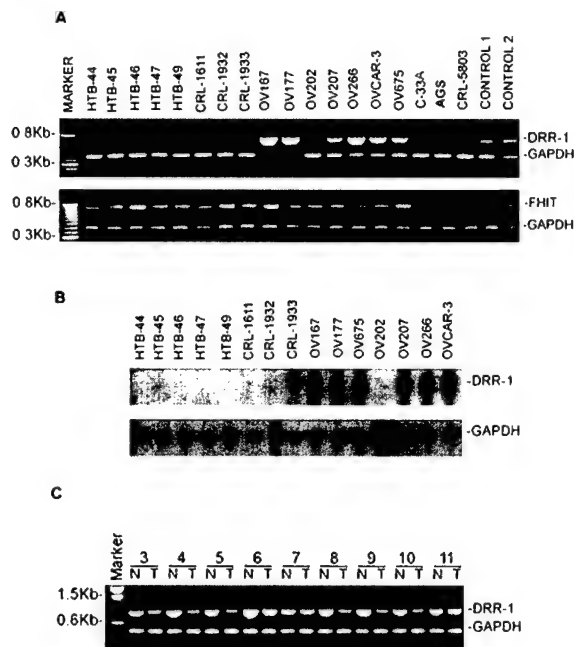 A
MARKER HTB-44 HTB-45 HTB-46 HTB-47 HTB-49 CRL-1611 CRL-1932 CRL-1933 OV167 OV177 OV202 OV207 OV266 OVCAR-3 OV675 C-33A AGS CRL-5803 CONTROL 1 CONTROL 2
0 8Kb- -DRR-1
0 3Kb- -GAPDH
0 8Kb- -FHIT
0 3Kb- -GAPDH
B
HTB-44 HTB-45 HTB-46 HTB-47 HTB-49 CRL-1611 CRL-1932 CRL-1933 OV167 OV177 OV675 OV202 OV207 OV266 OVCAR-3
-DRR-1
-GAPDH
C
Marker 3 4 5 6 7 8 9 10 11
N T N T N T N T N T N T N T N T N T
1.5Kb- -DRR-1
0.6Kb- -GAPDH